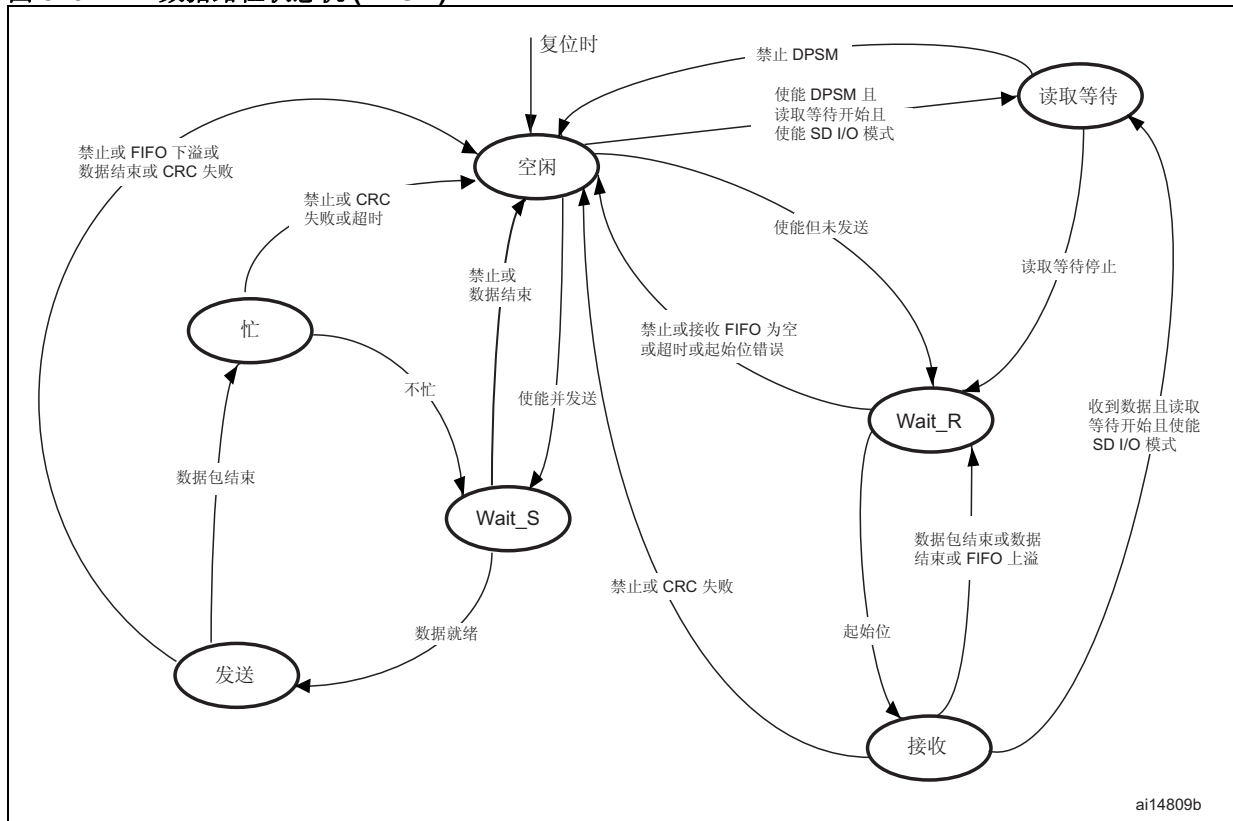 复位时
禁止 DPSM
使能 DPSM 且
读取等待开始且
使能 SD I/O 模式
读取等待
禁止或 FIFO 下溢或
数据结束或 CRC 失败
空闲
禁止或 CRC
失败或超时
使能但未发送
读取等待停止
禁止或
数据结束
忙
禁止或接收 FIFO 为空
或超时或起始位错误
不忙
使能并发送
Wait_R
收到数据且读取
等待开始且使能
SD I/O 模式
数据包结束
Wait_S
数据包结束或数据
结束或 FIFO 上溢
禁止或 CRC 失败
数据就绪
起始位
发送
接收
ai14809b